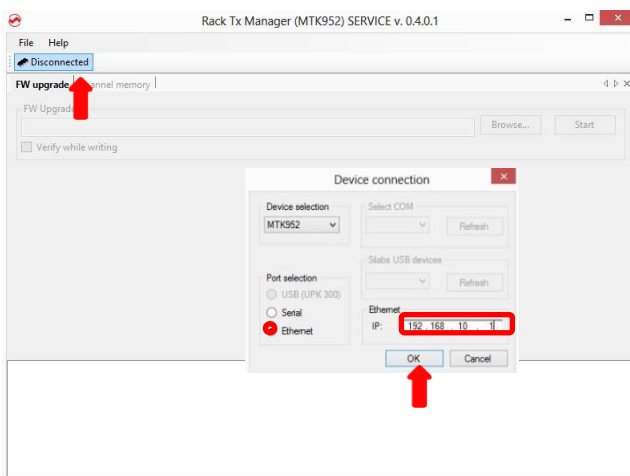 Rack Tx Manager (MTK952) SERVICE v. 0.4.0.1
File Help
Disconnected
FW upgrade annel memory
FW Upgrade
Browse...
Start
Verify while writing
Device connection
Device selection
MTK952
Select COM
Refresh
Silabs USB devices
Refresh
Port selection
USB (UPK 300)
Serial
Ethernet
Ethernet
IP: 192 . 168 . 10 . 1
OK
Cancel